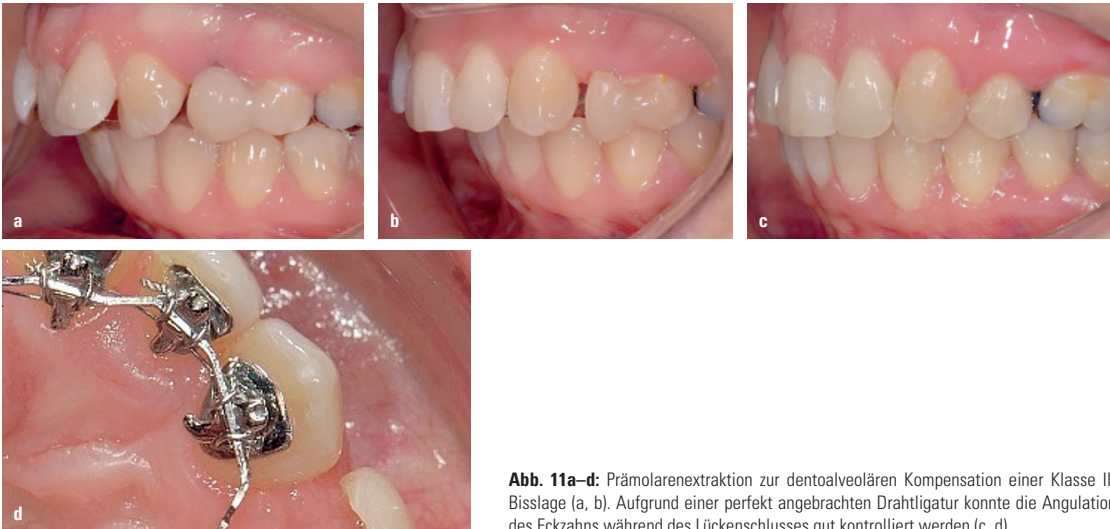 a
b
c
d
Abb. 11a–d: Prämolarenextraktion zur dentoalveolären Kompensation einer Klasse II
Bisslage (a, b). Aufgrund einer perfekt angebrachten Drahtligatur konnte die Angulation
des Eckzahns während des Lückenschlusses gut kontrolliert werden (c, d)